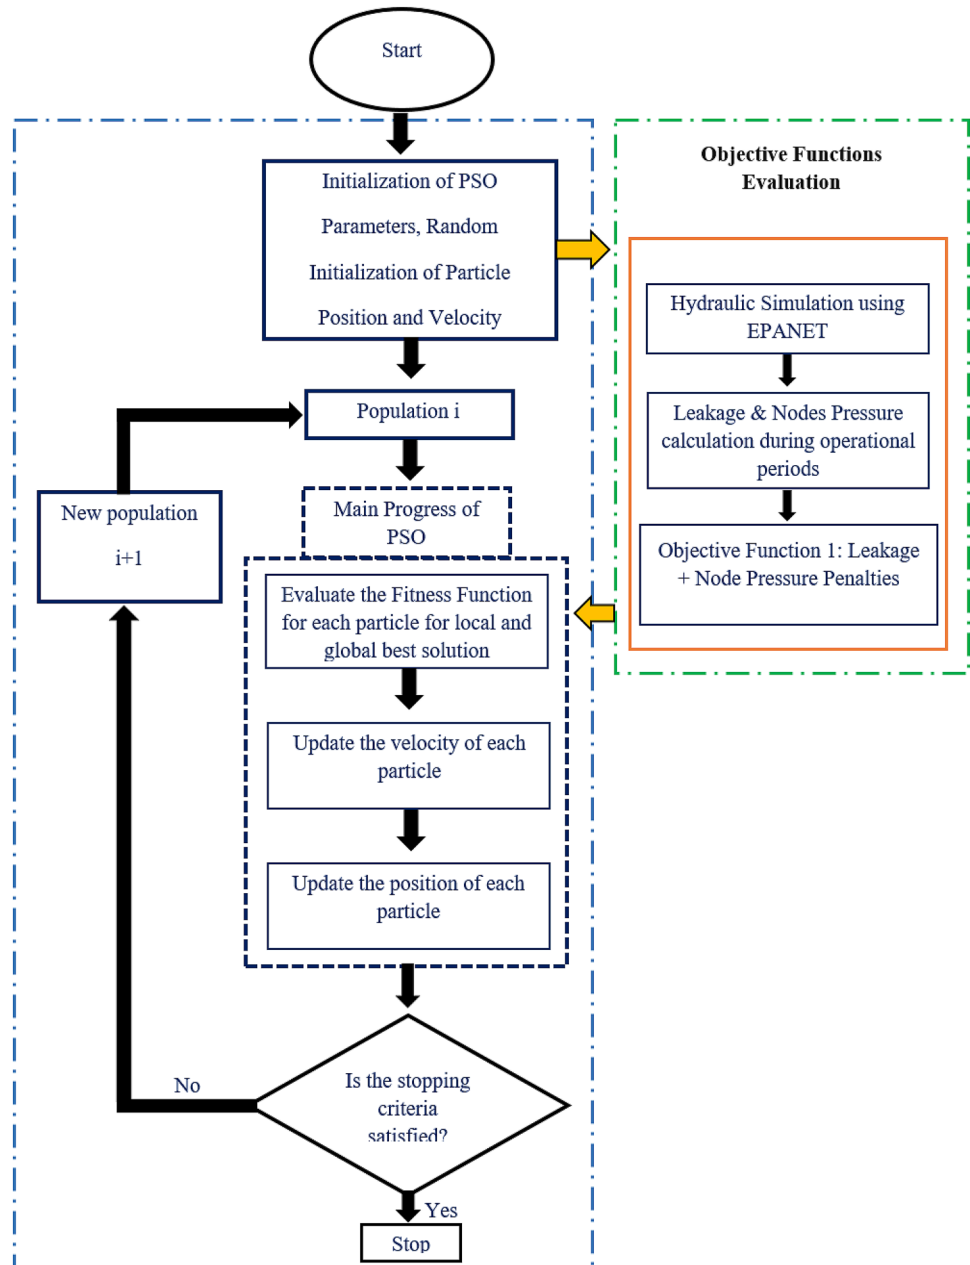 Start
Initialization of PSO
Parameters, Random
Initialization of Particle
Position and Velocity
Population i
New population
i+1
Main Progress of
PSO
Evaluate the Fitness Function
for each particle for local and
global best solution
Update the velocity of each
particle
Update the position of each
particle
Is the stopping
criteria
satisfied?
No
Yes
Stop
Objective Functions
Evaluation
Hydraulic Simulation using
EPANET
Leakage & Nodes Pressure
calculation during operational
periods
Objective Function 1: Leakage
+ Node Pressure Penalties